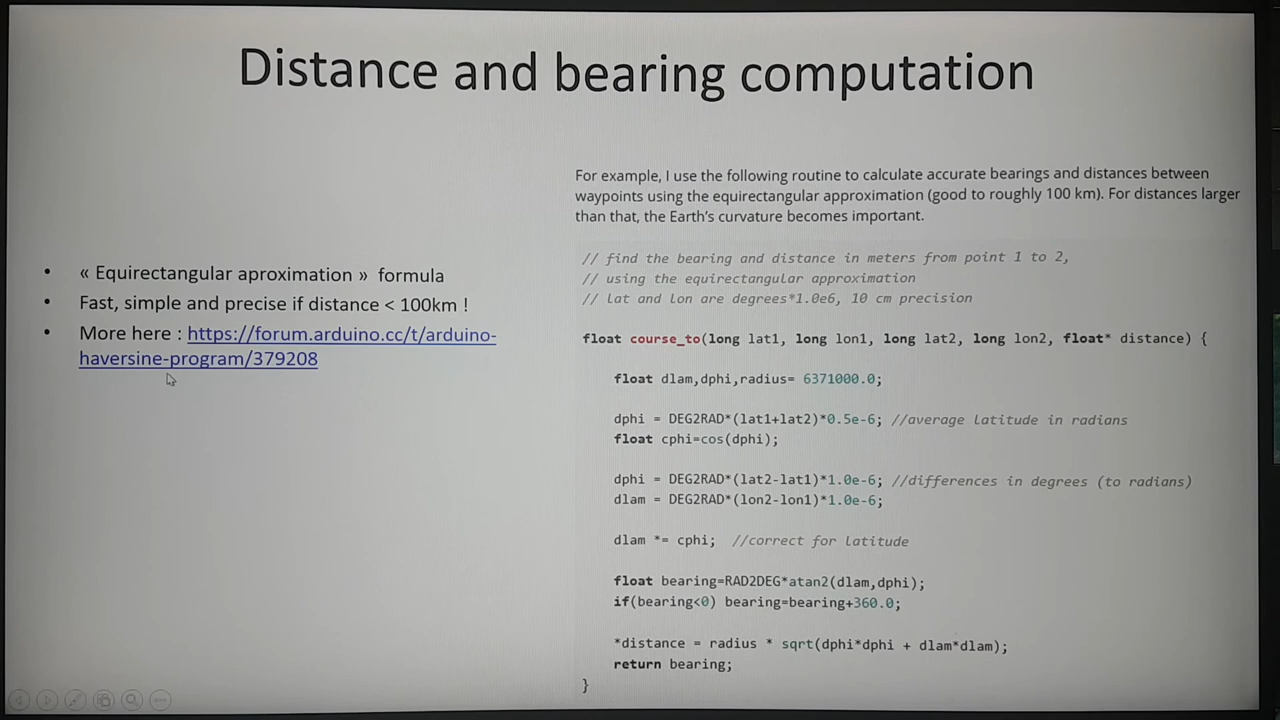 Distance and bearing computation
• « Equirectangular aproximation »  formula
• Fast, simple and precise if distance < 100km !
• More here : https://forum.arduino.cc/t/arduino-
haversine-program/379208
For example, I use the following routine to calculate accurate bearings and distances between
waypoints using the equirectangular approximation (good to roughly 100 km). For distances larger
than that, the Earth's curvature becomes important.
// find the bearing and distance in meters from point 1 to 2,
// using the equirectangular approximation
// lat and lon are degrees*1.0e6, 10 cm precision
float course_to(long lat1, long lon1, long lat2, long lon2, float* distance) {
float dlam,dphi,radius= 6371000.0;
dphi = DEG2RAD*(lat1+lat2)*0.5e-6; //average latitude in radians
float cphi=cos(dphi);
dphi = DEG2RAD*(lat2-lat1)*1.0e-6; //differences in degrees (to radians)
dlam = DEG2RAD*(lon2-lon1)*1.0e-6;
dlam *= cphi;  //correct for latitude
float bearing=RAD2DEG*atan2(dlam,dphi);
if(bearing<0) bearing=bearing+360.0;
*distance = radius * sqrt(dphi*dphi + dlam*dlam);
return bearing;
}